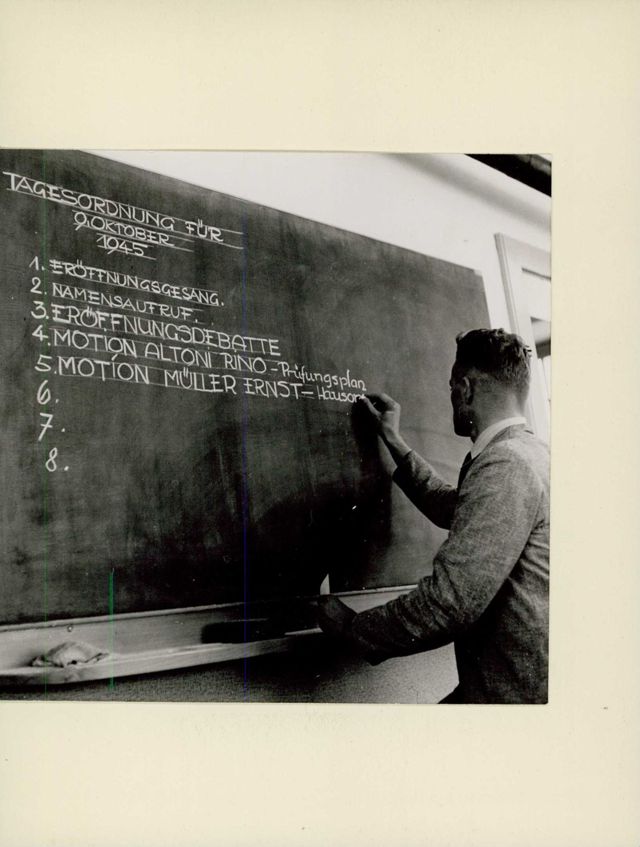 TAGESORDNUNG FÜR
9. OKTOBER
1945
1. ERÖFFNUNGSGESANG.
2. NAMENSAUFRUF.
3. ERÖFFNUNGSDEBATTE
4. MOTION ALTONI RINO - Prüfungsplan
5. MOTION MÜLLER ERNST - Hausor
6.
7.
8.